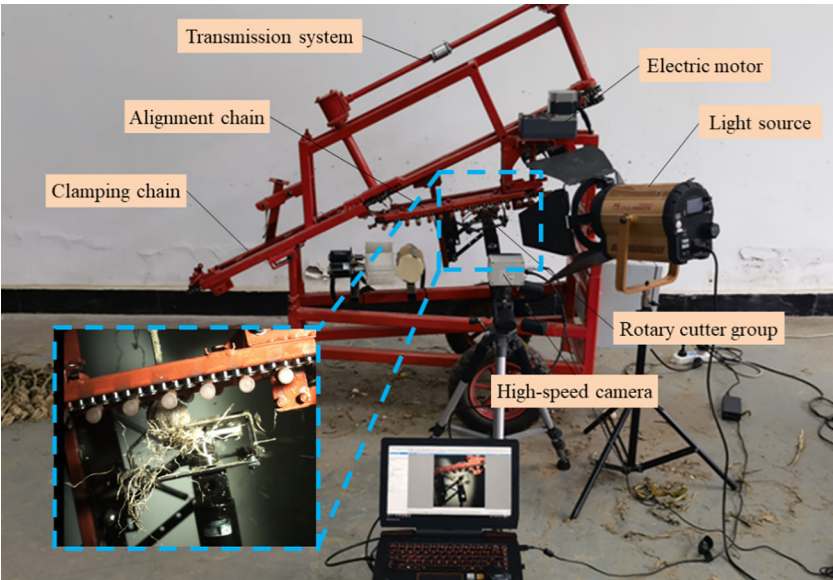 Transmission system
Electric motor
Alignment chain
Light source
Clamping chain
Rotary cutter group
High-speed camera